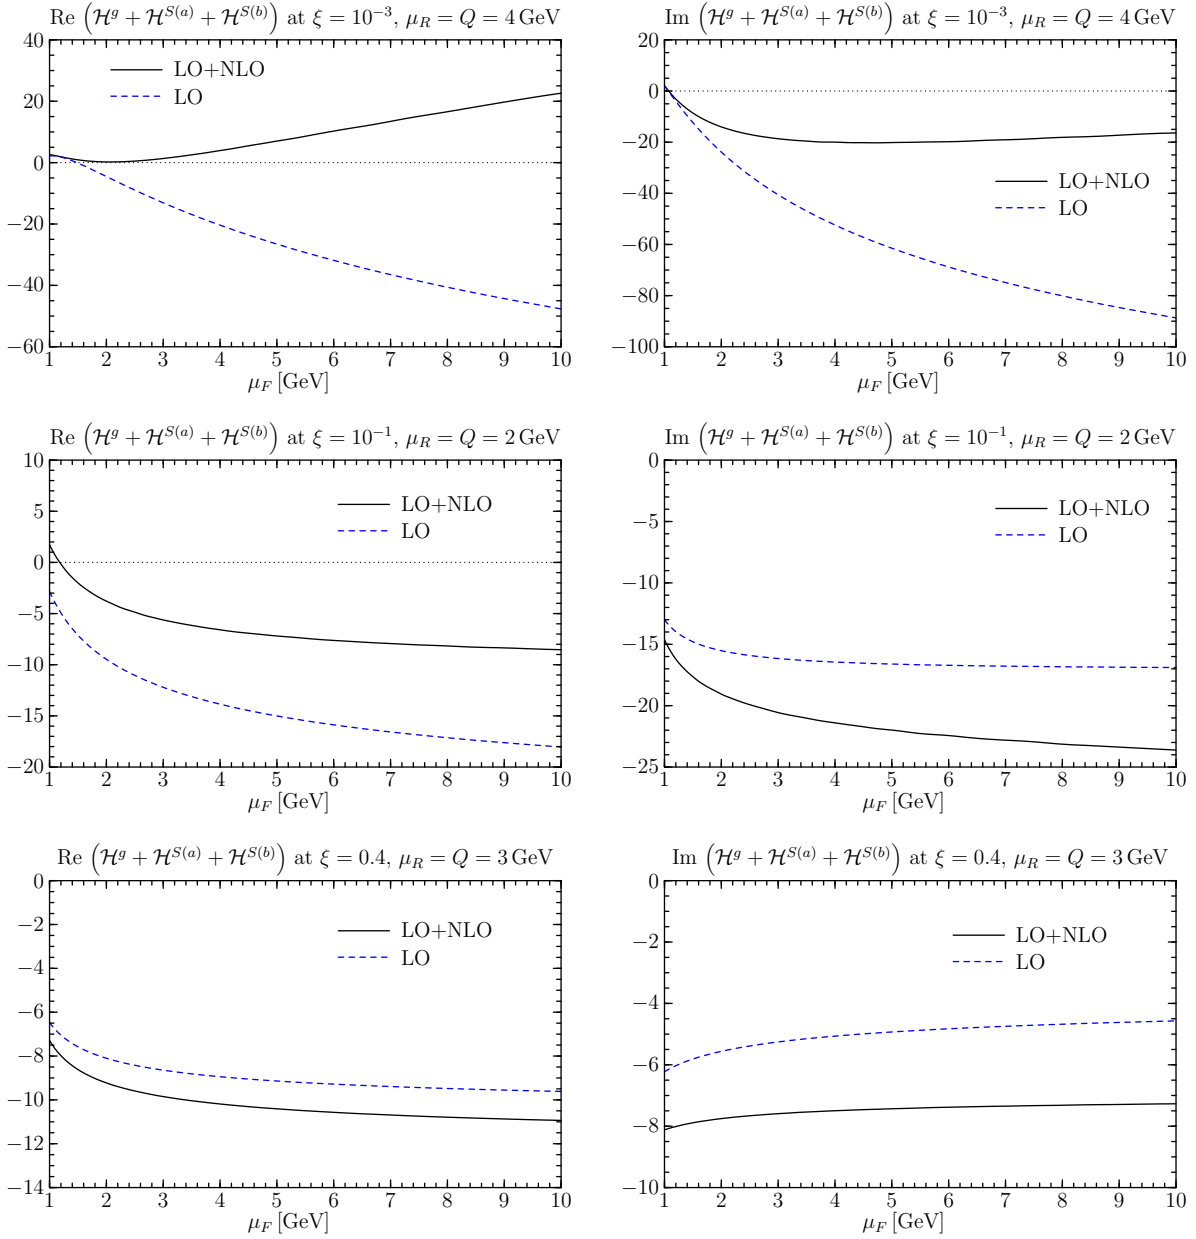 Re (ℋ^g + ℋ^{S(a)} + ℋ^{S(b)}) at ξ = 10^{−3}, μ_R = Q = 4 GeV
40
20
0
−20
−40
−60
LO+NLO
LO
1 2 3 4 5 6 7 8 9 10
μ_F [GeV]
Im (ℋ^g + ℋ^{S(a)} + ℋ^{S(b)}) at ξ = 10^{−3}, μ_R = Q = 4 GeV
20
0
−20
−40
−60
−80
−100
LO+NLO
LO
1 2 3 4 5 6 7 8 9 10
μ_F [GeV]
Re (ℋ^g + ℋ^{S(a)} + ℋ^{S(b)}) at ξ = 10^{−1}, μ_R = Q = 2 GeV
10
5
0
−5
−10
−15
−20
LO+NLO
LO
1 2 3 4 5 6 7 8 9 10
μ_F [GeV]
Im (ℋ^g + ℋ^{S(a)} + ℋ^{S(b)}) at ξ = 10^{−1}, μ_R = Q = 2 GeV
0
−5
−10
−15
−20
−25
LO+NLO
LO
1 2 3 4 5 6 7 8 9 10
μ_F [GeV]
Re (ℋ^g + ℋ^{S(a)} + ℋ^{S(b)}) at ξ = 0.4, μ_R = Q = 3 GeV
0
−2
−4
−6
−8
−10
−12
−14
LO+NLO
LO
1 2 3 4 5 6 7 8 9 10
μ_F [GeV]
Im (ℋ^g + ℋ^{S(a)} + ℋ^{S(b)}) at ξ = 0.4, μ_R = Q = 3 GeV
0
−2
−4
−6
−8
−10
LO+NLO
LO
1 2 3 4 5 6 7 8 9 10
μ_F [GeV]